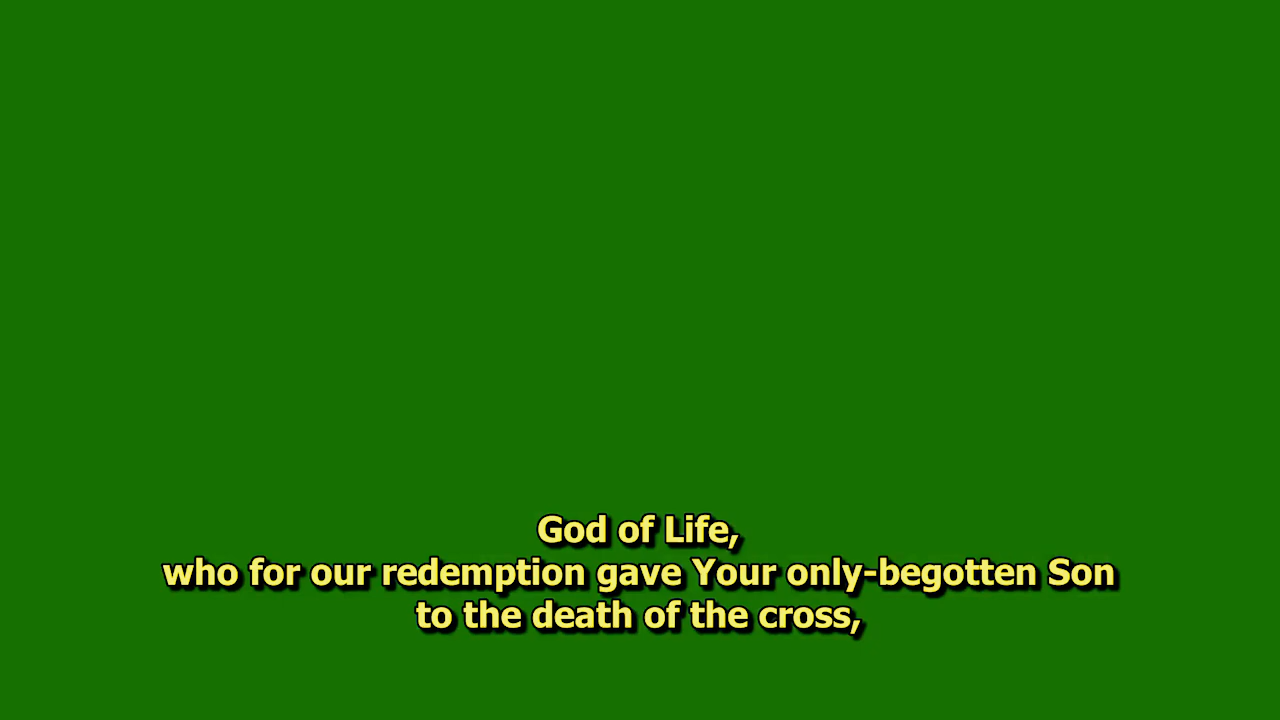 God of Life,
who for our redemption gave Your only-begotten Son
to the death of the cross,